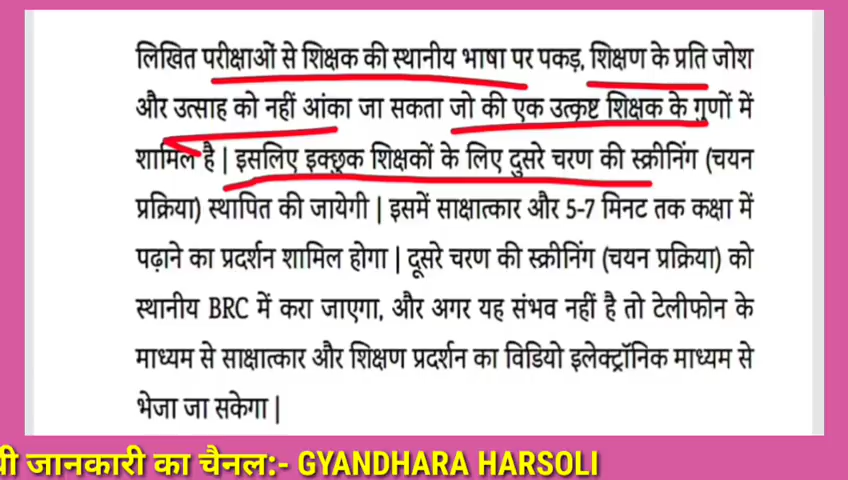 लिखित परीक्षाओं से शिक्षक की स्थानीय भाषा पर पकड़, शिक्षण के प्रति जोश
और उत्साह को नहीं आंका जा सकता जो की एक उत्कृष्ट शिक्षक के गुणों में
शामिल है | इसलिए इक्छुक शिक्षकों के लिए दुसरे चरण की स्क्रीनिंग (चयन
प्रक्रिया) स्थापित की जायेगी | इसमें साक्षात्कार और 5-7 मिनट तक कक्षा में
पढ़ाने का प्रदर्शन शामिल होगा | दूसरे चरण की स्क्रीनिंग (चयन प्रक्रिया) को
स्थानीय BRC में करा जाएगा, और अगर यह संभव नहीं है तो टेलीफोन के
माध्यम से साक्षात्कार और शिक्षण प्रदर्शन का विडियो इलेक्ट्रॉनिक माध्यम से
भेजा जा सकेगा |
जानकारी का चैनल:- GYANDHARA HARSOLI